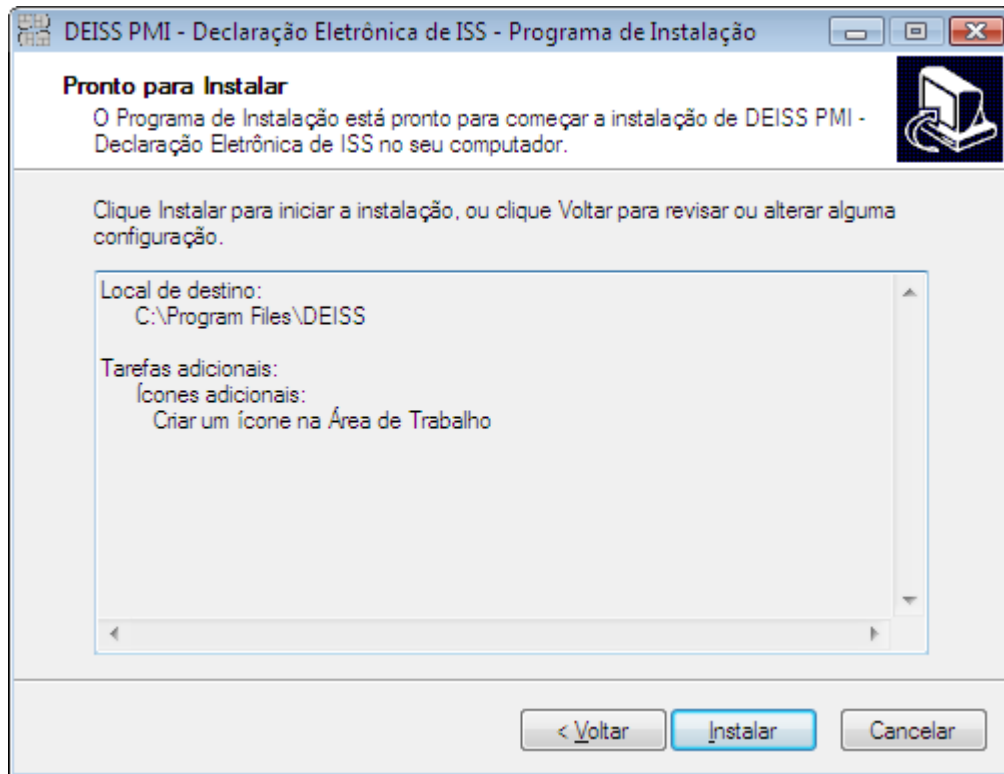 DEISS PMI - Declaração Eletrônica de ISS - Programa de Instalação
Pronto para Instalar
O Programa de Instalação está pronto para começar a instalação de DEISS PMI -
Declaração Eletrônica de ISS no seu computador.
Clique Instalar para iniciar a instalação, ou clique Voltar para revisar ou alterar alguma
configuração.
Local de destino:
C:\Program Files\DEISS
Tarefas adicionais:
Ícones adicionais:
Criar um ícone na Área de Trabalho
< Voltar
Instalar
Cancelar